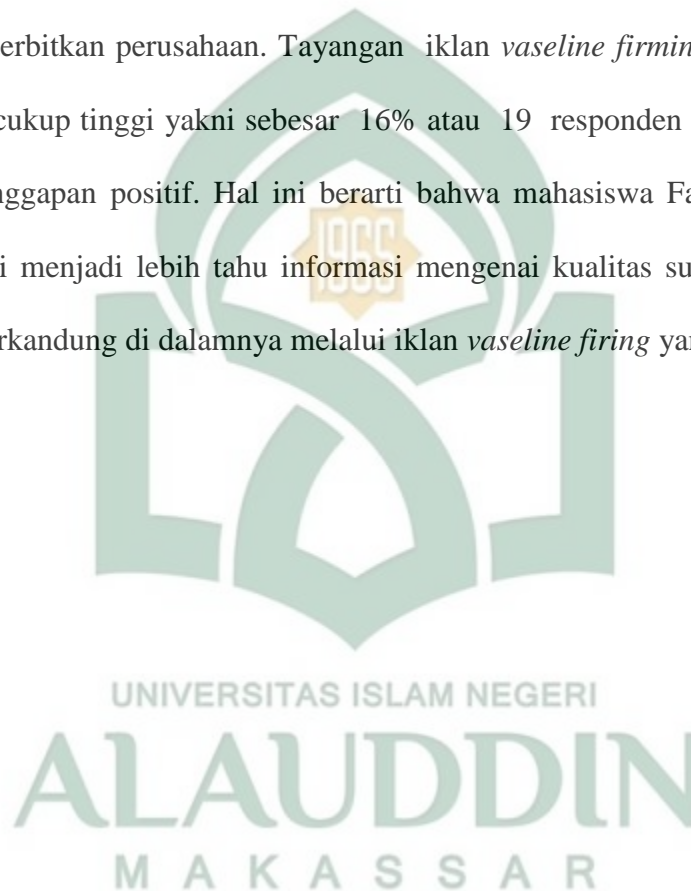 erbitkan perusahaan. Tayangan iklan vaseline firmin
cukup tinggi yakni sebesar 16% atau 19 responden
nggapan positif. Hal ini berarti bahwa mahasiswa Fa
i menjadi lebih tahu informasi mengenai kualitas su
rkandung di dalamnya melalui iklan vaseline firing ya
1965
UNIVERSITAS ISLAM NEGERI
ALAUDDIN
MAKASSAR